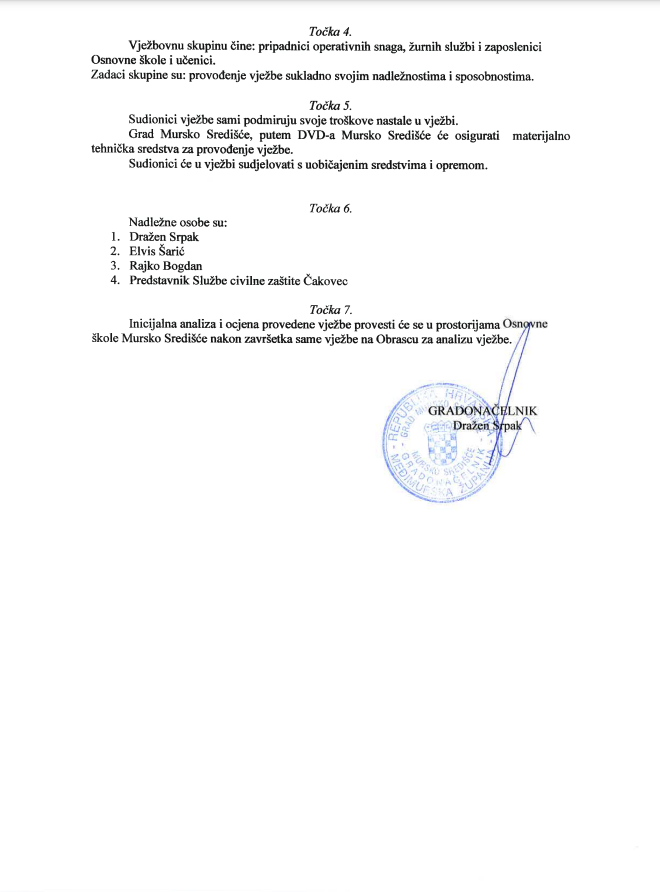 Točka 4.
Vježbovnu skupinu čine: pripadnici operativnih snaga, žurnih službi i zaposlenici
Osnovne škole i učenici.
Zadaci skupine su: provođenje vježbe sukladno svojim nadležnostima i sposobnostima.
Točka 5.
Sudionici vježbe sami podmiruju svoje troškove nastale u vježbi.
Grad Mursko Središće, putem DVD-a Mursko Središće će osigurati materijalno
tehnička sredstva za provođenje vježbe.
Sudionici će u vježbi sudjelovati s uobičajenim sredstvima i opremom.
Točka 6.
Nadležne osobe su:
1. Dražen Srpak
2. Elvis Šarić
3. Rajko Bogdan
4. Predstavnik Službe civilne zaštite Čakovec
Točka 7.
Inicijalna analiza i ocjena provedene vježbe provesti će se u prostorijama Osnovne
škole Mursko Središće nakon završetka same vježbe na Obrascu za analizu vježbe.
GRADONAČELNIK
Dražen Srpak
REPUBLIKA HRVATSKA
MEĐIMURSKA ŽUPANIJA
GRAD MURSKO SREDIŠĆE
GRADONAČELNIK
MURSKO SREDIŠĆE